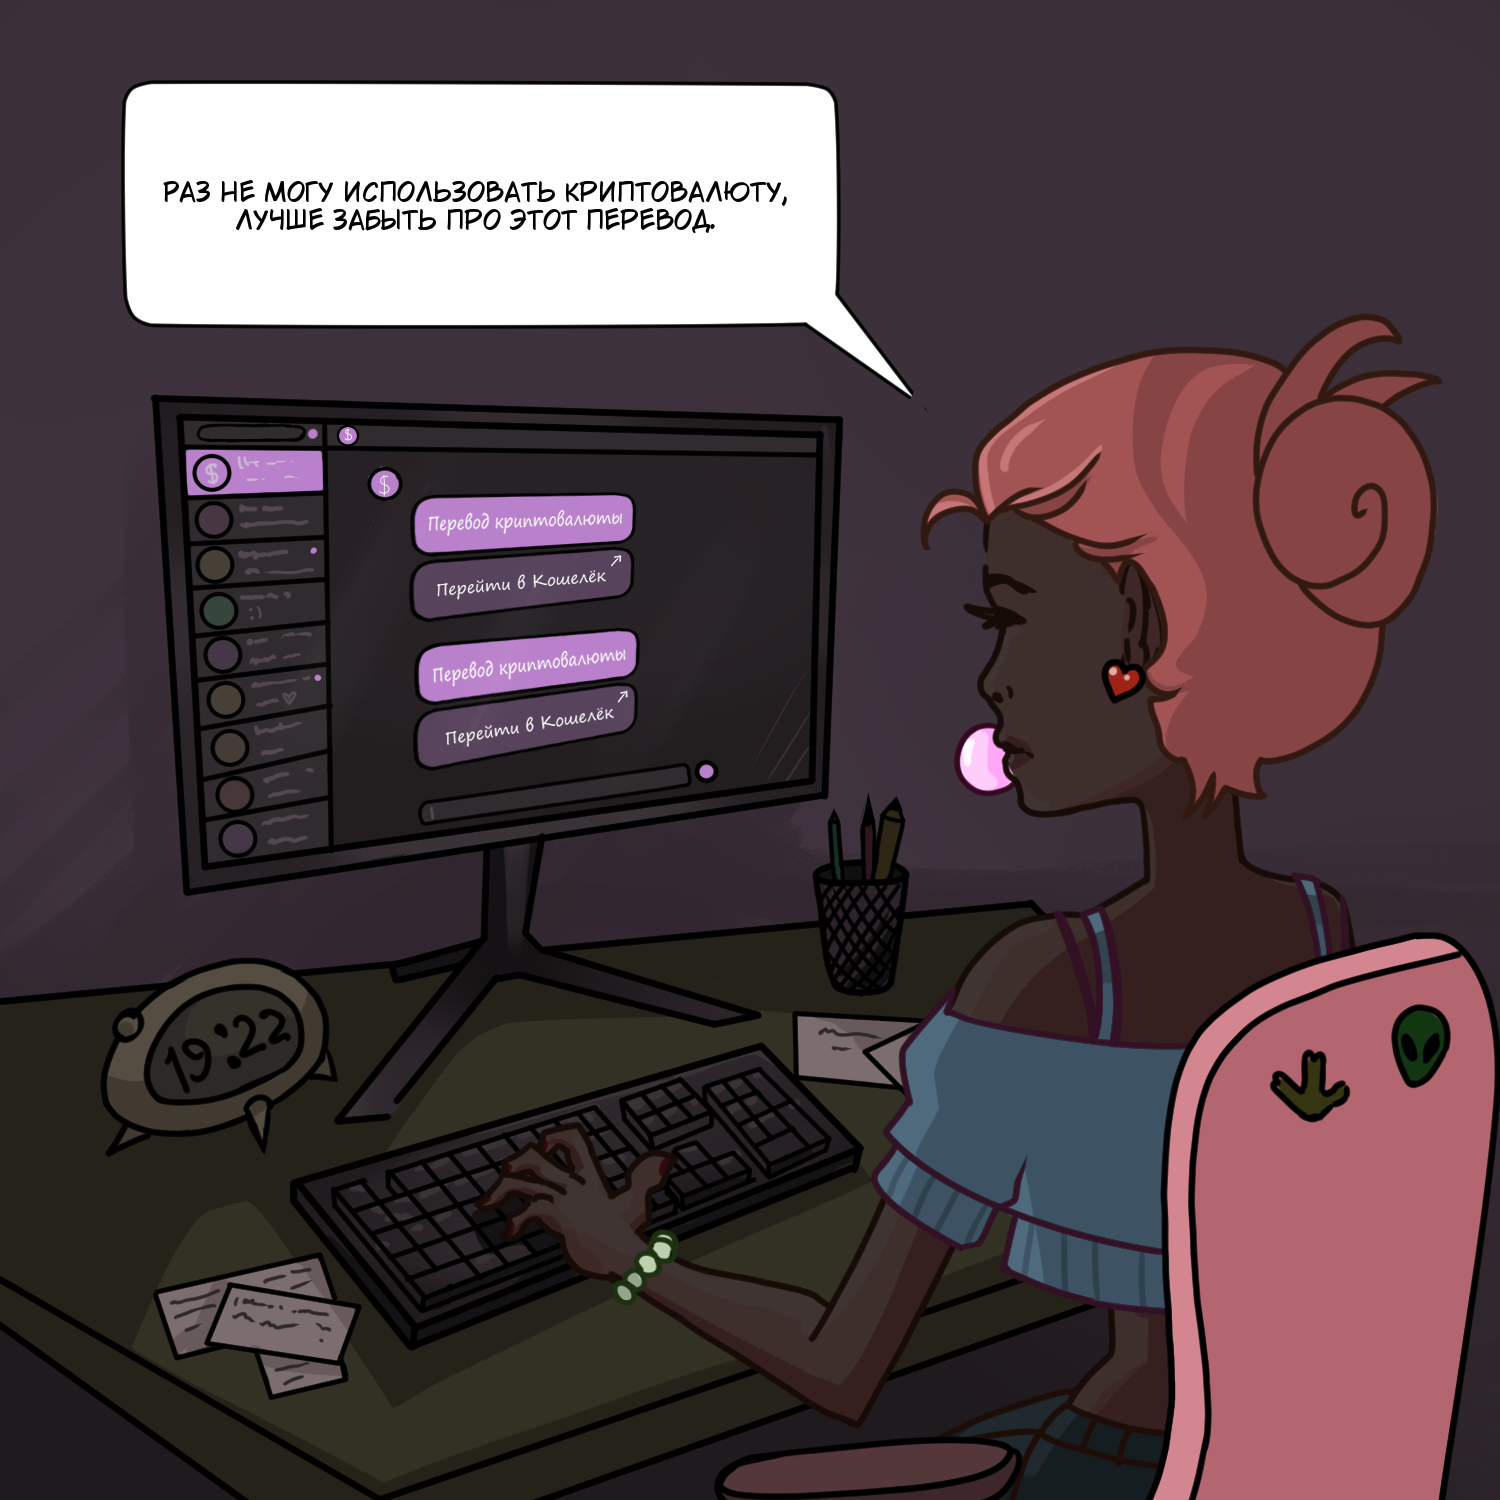 РАЗ НЕ МОГУ ИСПОЛЬЗОВАТЬ КРИПТОВАЛЮТУ,
ЛУЧШЕ ЗАБЫТЬ ПРО ЭТОТ ПЕРЕВОД.
$
$
$
Перевод криптовалюты
Перейти в Кошелёк
Перевод криптовалюты
Перейти в Кошелёк
:)
19:22